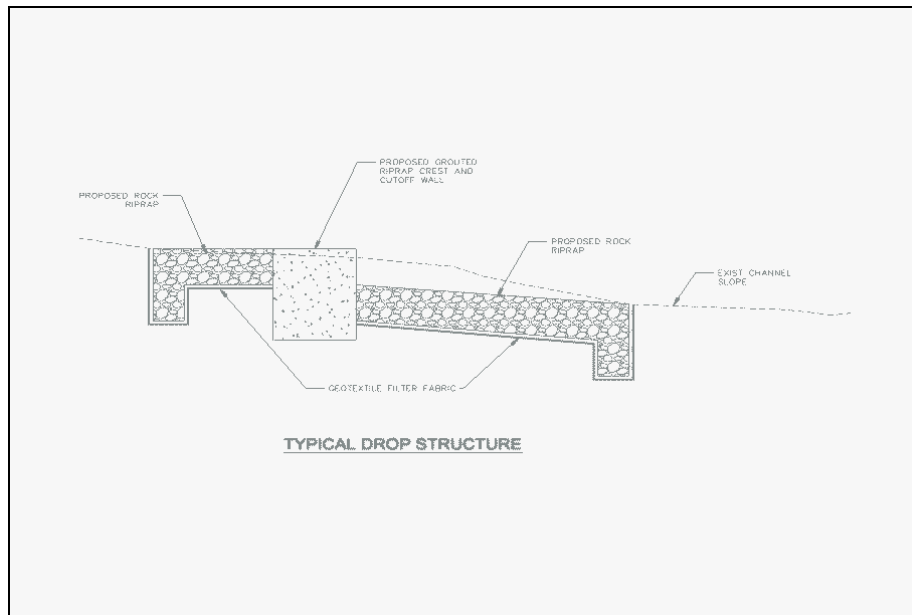 PROPOSED GROUTED
RIPRAP CREST AND
CUTOFF WALL
PROPOSED ROCK
RIPRAP
PROPOSED ROCK
RIPRAP
EXIST CHANNEL
SLOPE
GEOTEXTILE FILTER FABRIC
TYPICAL DROP STRUCTURE